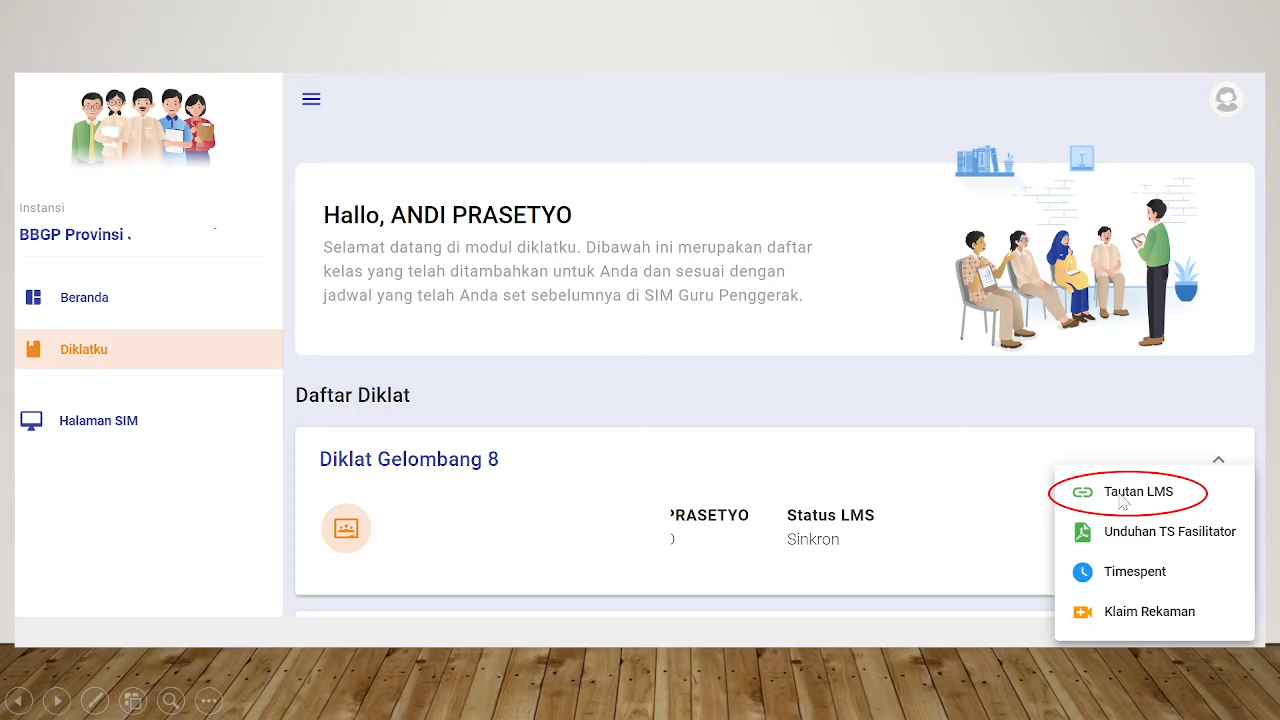 Instansi
BBGP Provinsi
Beranda
Diklatku
Halaman SIM
Hallo, ANDI PRASETYO
Selamat datang di modul diklatku. Dibawah ini merupakan daftar
kelas yang telah ditambahkan untuk Anda dan sesuai dengan
jadwal yang telah Anda set sebelumnya di SIM Guru Penggerak.
Daftar Diklat
Diklat Gelombang 8
PRASETYO
Status LMS
Sinkron
Tautan LMS
Unduhan TS Fasilitator
Timespent
Klaim Rekaman